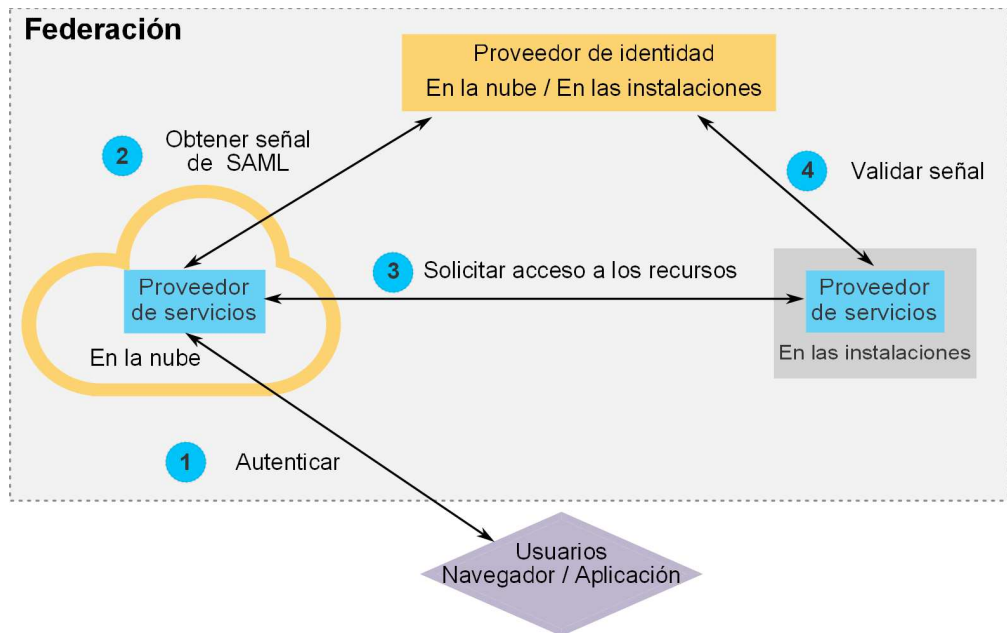 Federación
Proveedor de identidad
En la nube / En las instalaciones
2
Obtener señal
de SAML
4
Validar señal
3
Solicitar acceso a los recursos
Proveedor
de servicios
En la nube
Proveedor
de servicios
En las instalaciones
1
Autenticar
Usuarios
Navegador / Aplicación